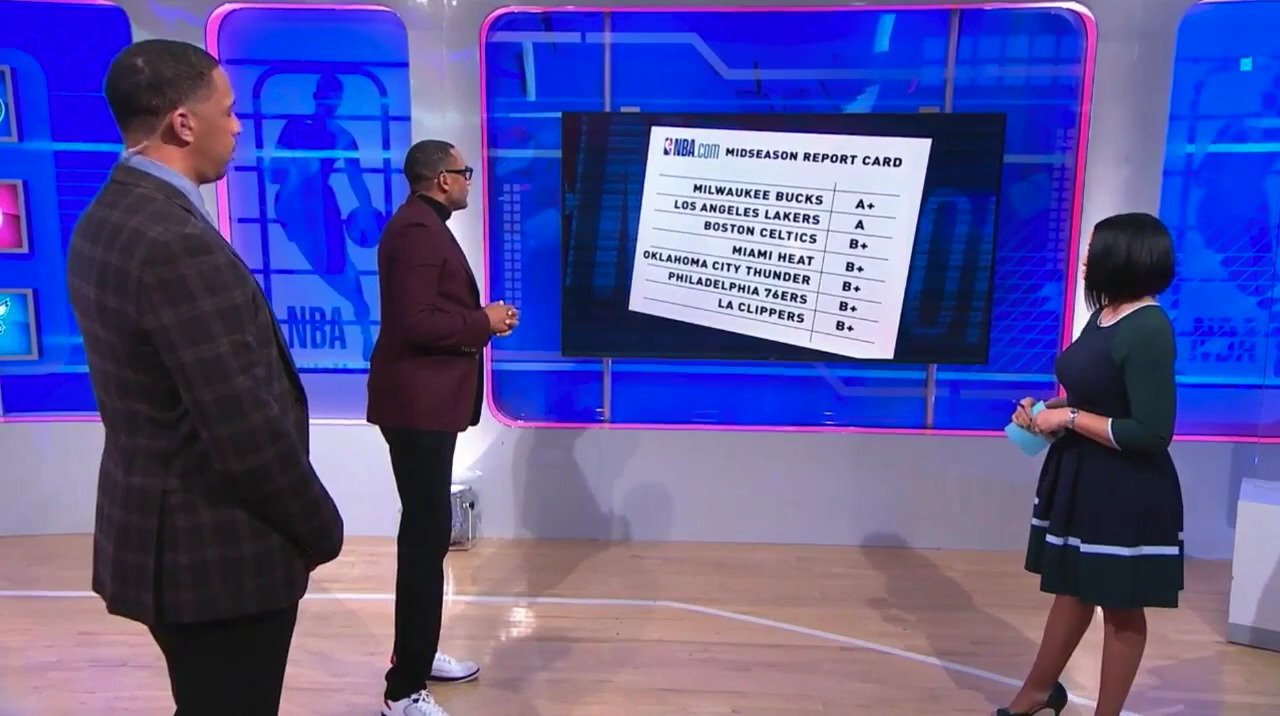 NBA.com MIDSEASON REPORT CARD
MILWAUKEE BUCKS A+
LOS ANGELES LAKERS A
BOSTON CELTICS B+
MIAMI HEAT B+
OKLAHOMA CITY THUNDER B+
PHILADELPHIA 76ERS B+
LA CLIPPERS B+
NBA
NBA